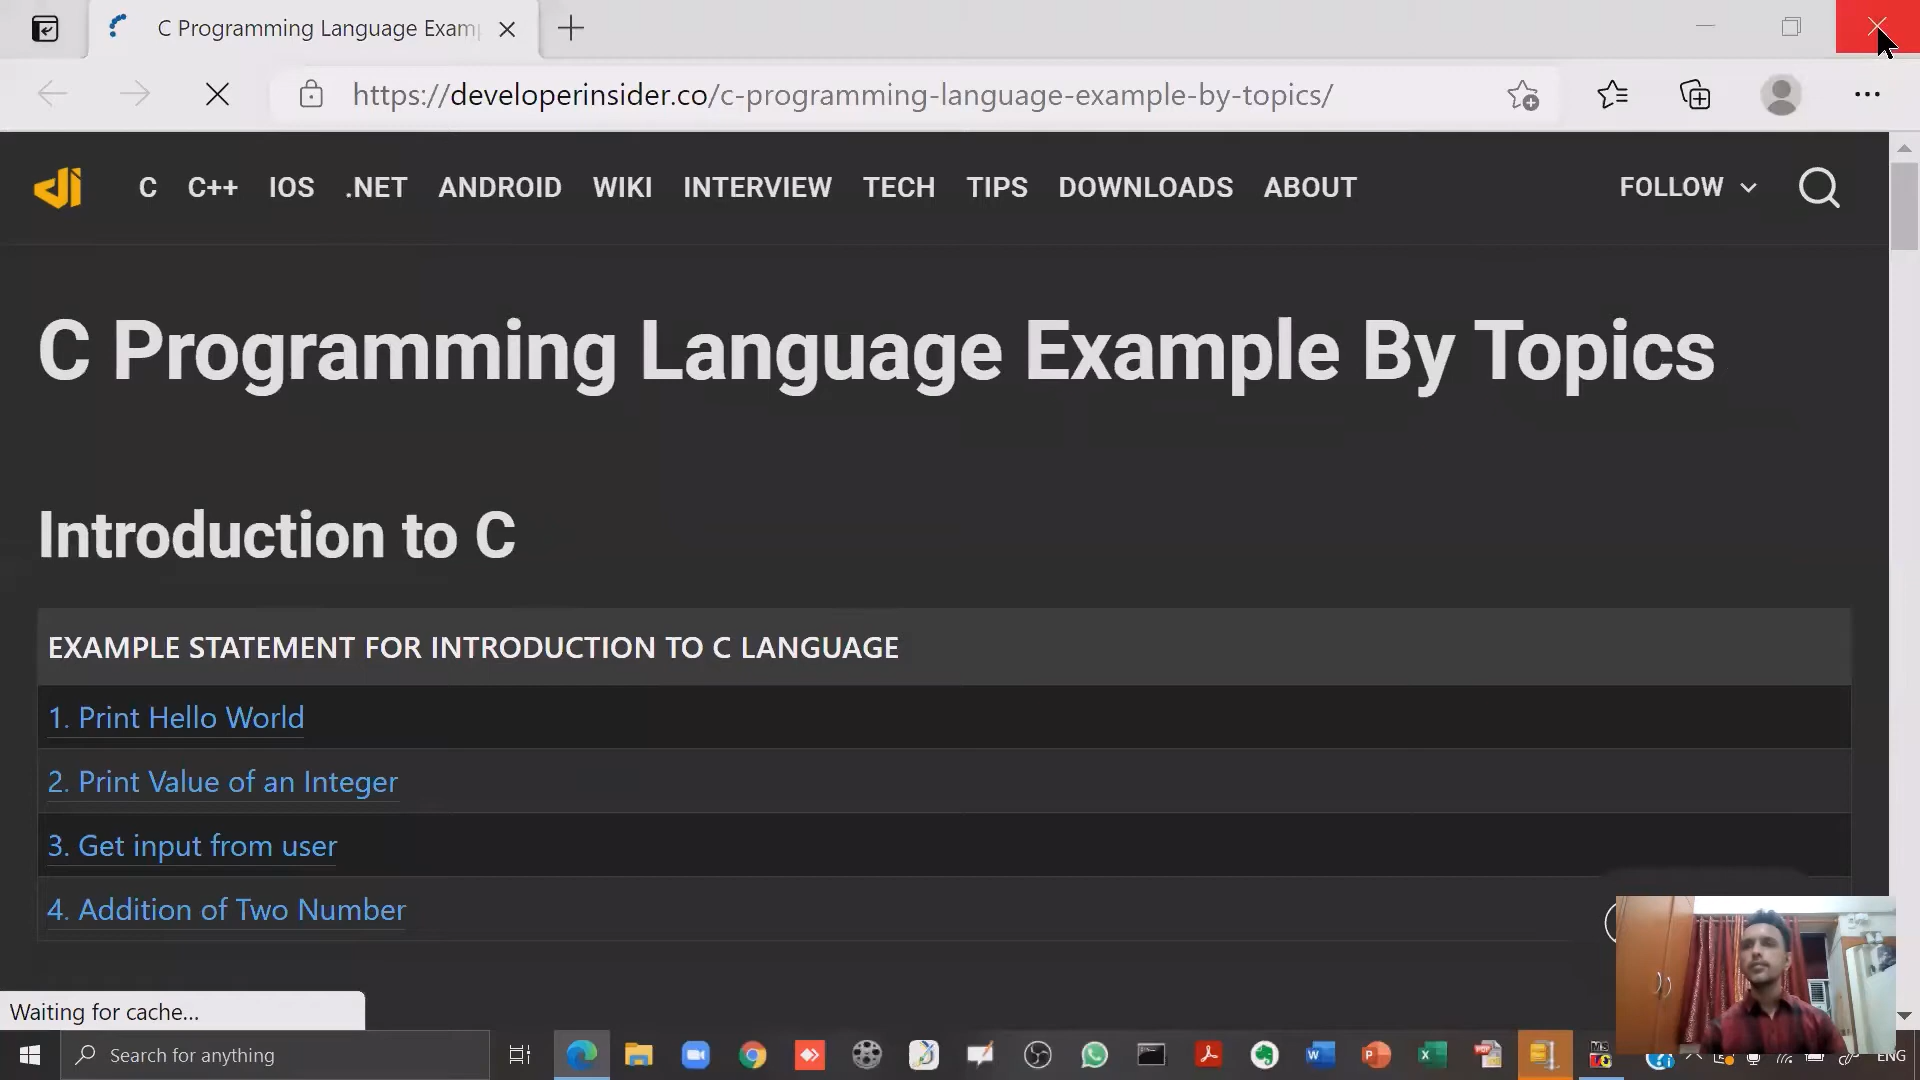 C Programming Language Exam
https://developerinsider.co/c-programming-language-example-by-topics/
C C++ IOS .NET ANDROID WIKI INTERVIEW TECH TIPS DOWNLOADS ABOUT FOLLOW
C Programming Language Example By Topics
Introduction to C
EXAMPLE STATEMENT FOR INTRODUCTION TO C LANGUAGE
1. Print Hello World
2. Print Value of an Integer
3. Get input from user
4. Addition of Two Number
Waiting for cache...
Search for anything
ENG